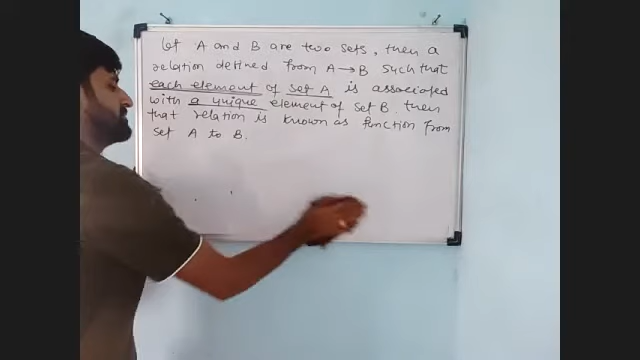 Let A and B are two sets, then a
relation defined from A → B such that
each element of set A is associated
with a unique element of set B. then
that relation is known as function from
set A to B.